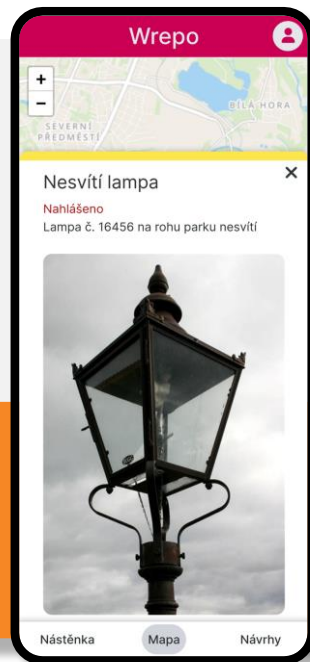 Wrepo
+
−
BÍLÁ HORA
SEVERNÍ
PŘEDMĚSTÍ
×
Nesvítí lampa
Nahlášeno
Lampa č. 16456 na rohu parku nesvítí
Nástěnka
Mapa
Návrhy